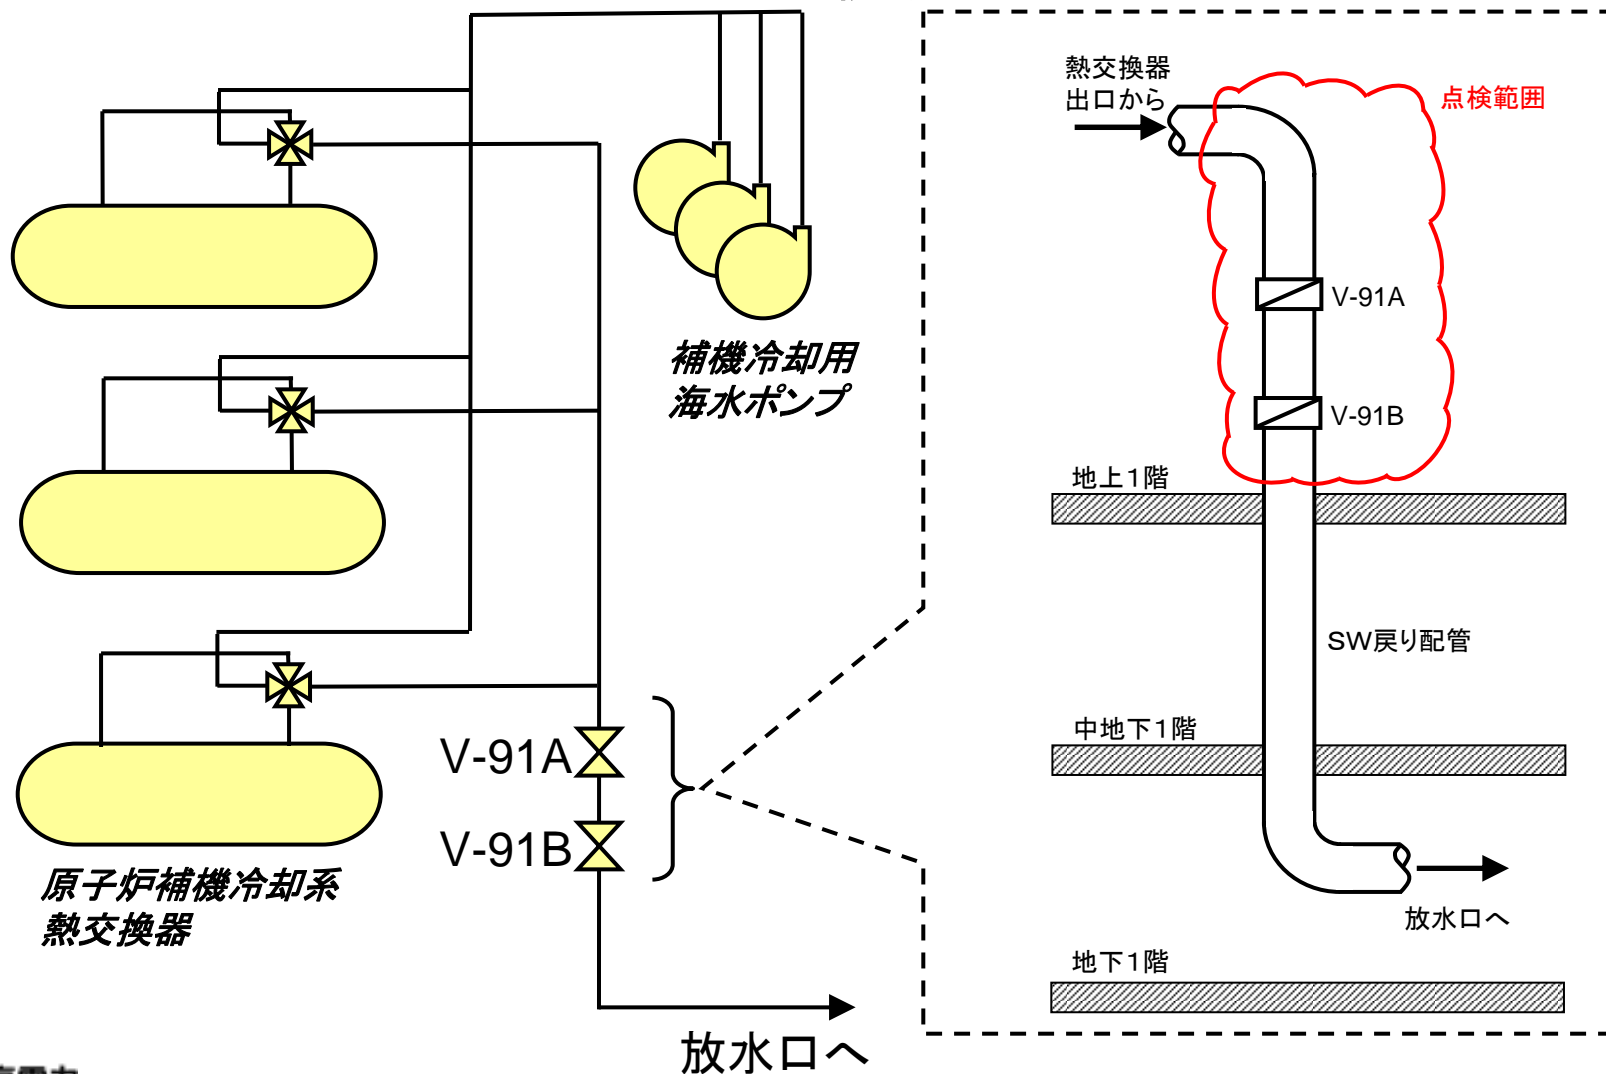 補機冷却用
海水ポンプ
V-91A
V-91B
原子炉補機冷却系
熱交換器
放水口へ
熱交換器
出口から
点検範囲
V-91A
V-91B
地上1階
SW戻り配管
中地下1階
放水口へ
地下1階